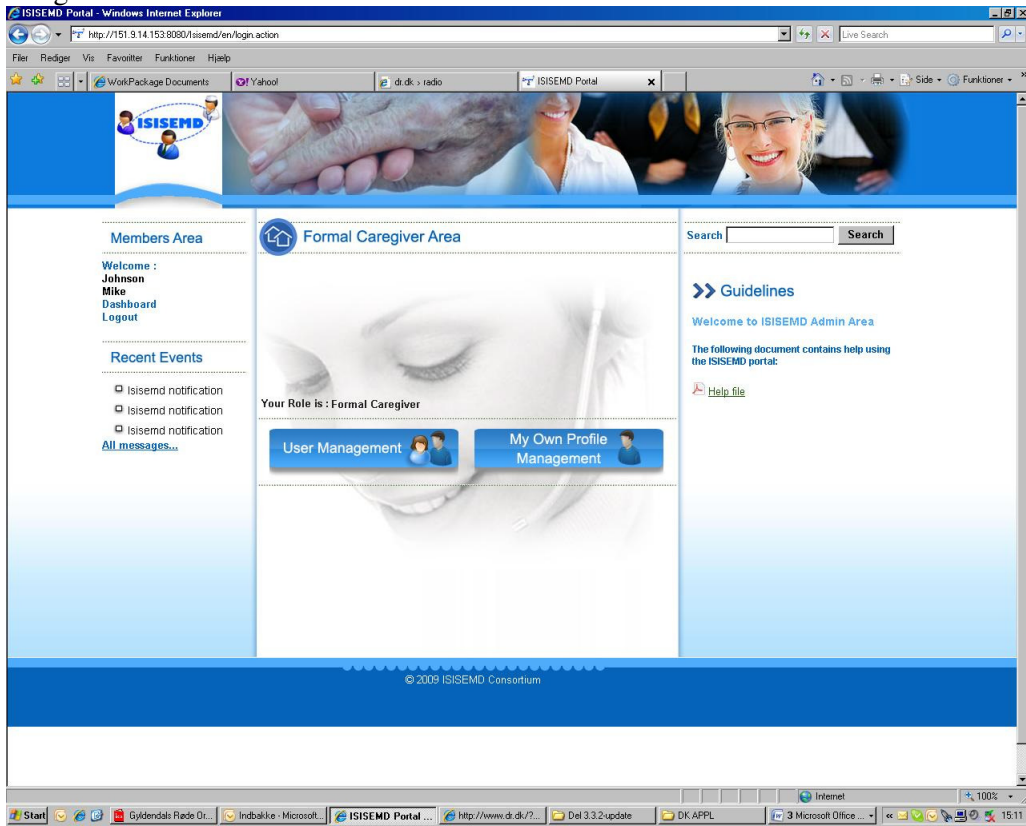 ISISEMD Portal - Windows Internet Explorer
http://151.9.14.153:8080/Isisemd/en/login.action
Live Search
Filer Rediger Vis Favoritter Funktioner Hjælp
WorkPackage Documents
Yahoo!
dr.dk > radio
ISISEMD Portal
Side
Funktioner
ISISEMD
Members Area
Welcome :
Johnson
Mike
Dashboard
Logout
Recent Events
Isisemd notification
Isisemd notification
Isisemd notification
All messages...
Formal Caregiver Area
Your Role is : Formal Caregiver
User Management
My Own Profile
Management
Search
Search
Guidelines
Welcome to ISISEMD Admin Area
The following document contains help using
the ISISEMD portal:
Help file
© 2009 ISISEMD Consortium
Internet
100%
Start
Gyldendals Røde Or...
Indbakke - Microsoft...
ISISEMD Portal ...
http://www.dr.dk/?...
Del 3.3.2-update
DK APPL
3 Microsoft Office ...
15:11